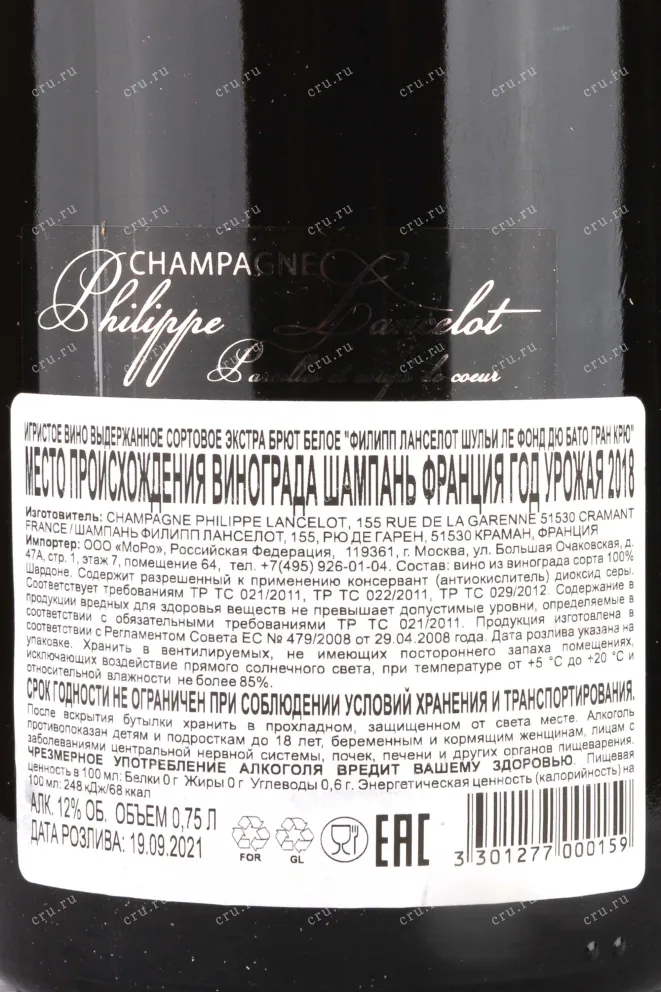 CHAMPAGNE
Philippe Lancelot
Parcelles et corps de coeur
ИГРИСТОЕ ВИНО ВЫДЕРЖАННОЕ СОРТОВОЕ ЭКСТРА БРЮТ БЕЛОЕ "ФИЛИПП ЛАНСЕЛОТ ШУЛЬИ ЛЕ ФОНД ДЮ БАТО ГРАН КРЮ"
МЕСТО ПРОИСХОЖДЕНИЯ ВИНОГРАДА ШАМПАНЬ ФРАНЦИЯ ГОД УРОЖАЯ 2018
Изготовитель: CHAMPAGNE PHILIPPE LANCELOT, 155 RUE DE LA GARENNE 51530 CRAMANT
FRANCE / ШАМПАНЬ ФИЛИПП ЛАНСЕЛОТ, 155, РЮ ДЕ ГАРЕН, 51530 КРАМАН, ФРАНЦИЯ
Импортер: ООО «МоРо», Российская Федерация, 119361, г. Москва, ул. Большая Очаковская, д.
47А, стр. 1, этаж 7, помещение 64, тел. +7(495) 926-01-04. Состав: вино из винограда сорта 100%
Шардоне. Содержит разрешенный к применению консервант (антиокислитель) диоксид серы.
Соответствует требованиям ТР ТС 021/2011, ТР ТС 022/2011, ТР ТС 029/2012. Содержание в
продукции вредных для здоровья веществ не превышает допустимые уровни, определяемые в
соответствии с обязательными требованиями ТР ТС 021/2011. Продукция изготовлена в
соответствии с Регламентом Совета ЕС № 479/2008 от 29.04.2008 года. Дата розлива указана на
упаковке. Хранить в вентилируемых, не имеющих постороннего запаха помещениях,
исключающих воздействие прямого солнечного света, при температуре от +5 °С до +20 °С и
относительной влажности не более 85%.
СРОК ГОДНОСТИ НЕ ОГРАНИЧЕН ПРИ СОБЛЮДЕНИИ УСЛОВИЙ ХРАНЕНИЯ И ТРАНСПОРТИРОВАНИЯ.
После вскрытия бутылки хранить в прохладном, защищенном от света месте. Алкоголь
противопоказан детям и подросткам до 18 лет, беременным и кормящим женщинам, лицам с
заболеваниями центральной нервной системы, почек, печени и других органов пищеварения.
ЧРЕЗМЕРНОЕ УПОТРЕБЛЕНИЕ АЛКОГОЛЯ ВРЕДИТ ВАШЕМУ ЗДОРОВЬЮ. Пищевая
ценность в 100 мл: Белки 0 г Жиры 0 г Углеводы 0,6 г. Энергетическая ценность (калорийность) на
100 мл: 248 кДж/68 ккал
АЛК. 12% ОБ. ОБЪЕМ 0,75 Л
ДАТА РОЗЛИВА: 19.09.2021
FOR
GL
EAC
3 301277 000159
cru.ru